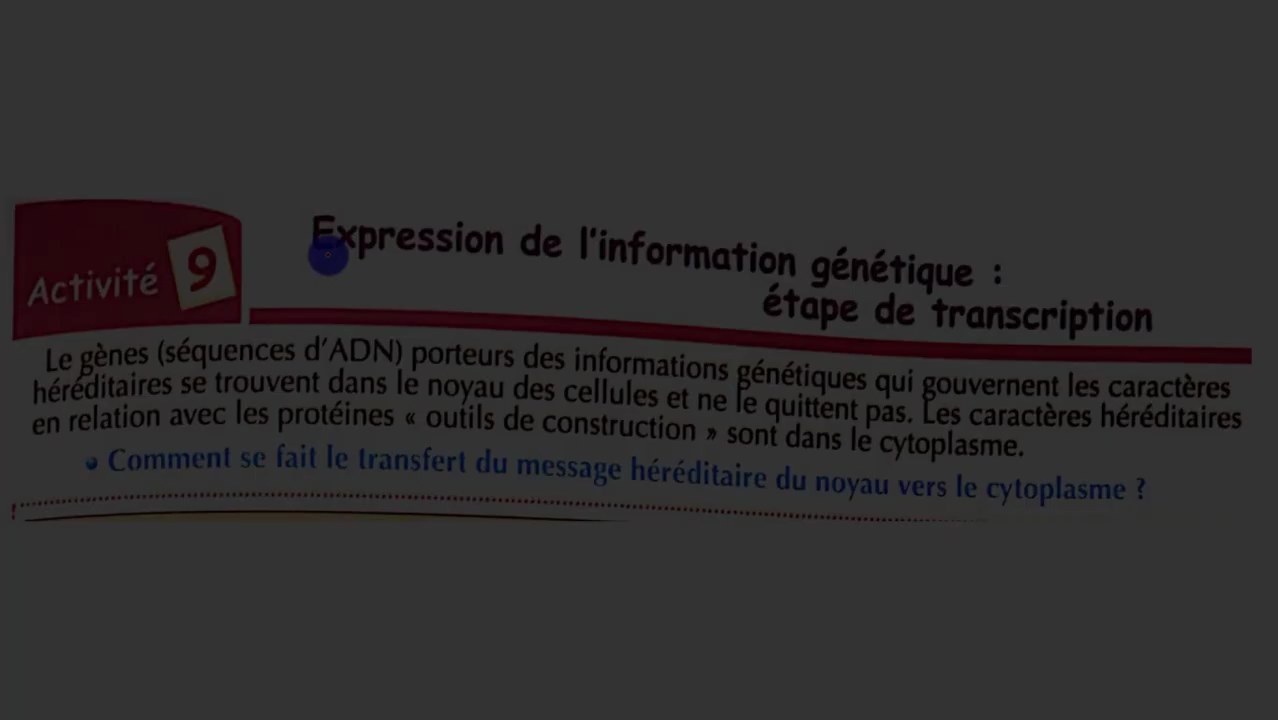 Activité 9
Expression de l'information génétique :
étape de transcription
Le gènes (séquences d'ADN) porteurs des informations génétiques qui gouvernent les caractères
héréditaires se trouvent dans le noyau des cellules et ne le quittent pas. Les caractères héréditaires
en relation avec les protéines « outils de construction » sont dans le cytoplasme.
Comment se fait le transfert du message héréditaire du noyau vers le cytoplasme ?